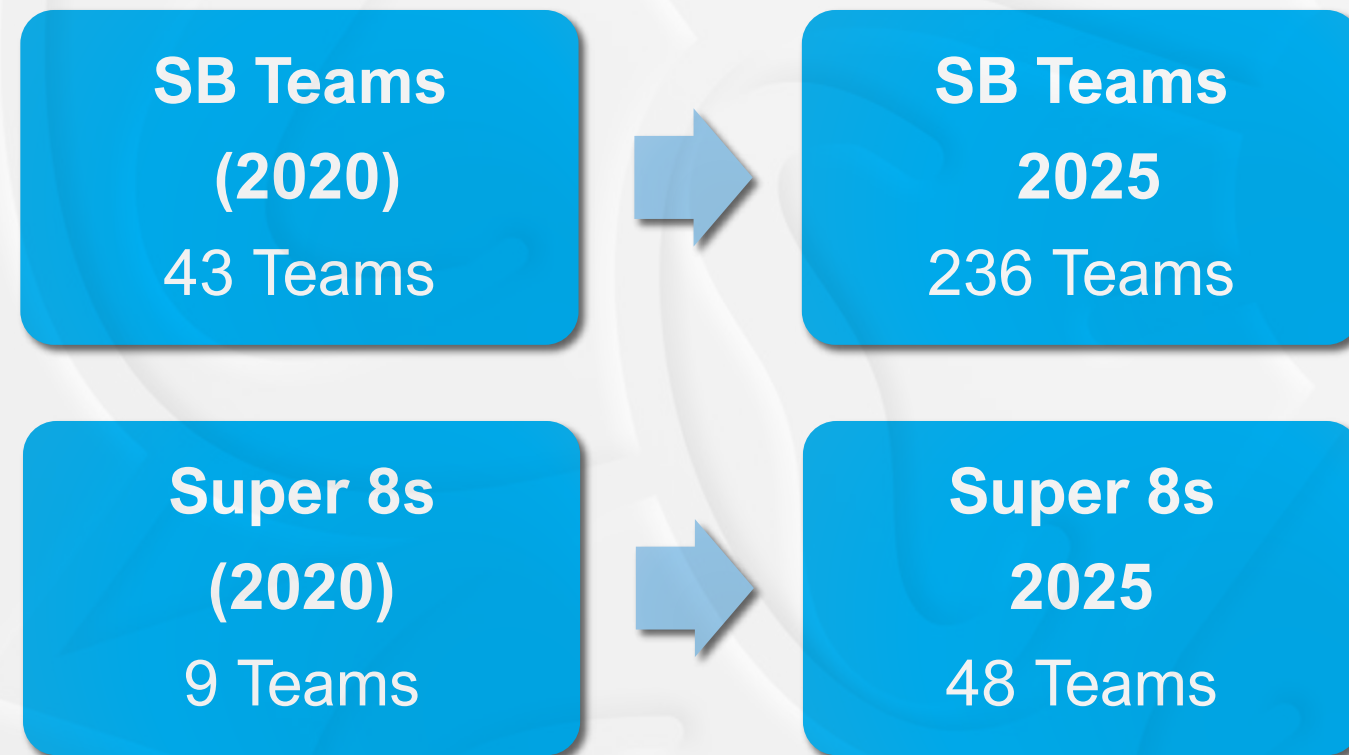 SB Teams
(2020)
43 Teams
SB Teams
2025
236 Teams
Super 8s
(2020)
9 Teams
Super 8s
2025
48 Teams